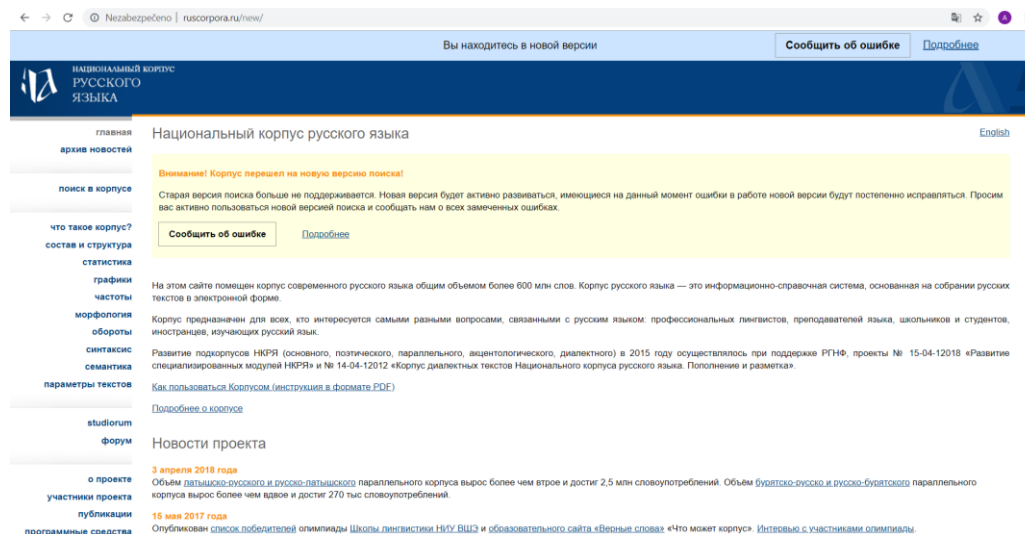 Nezabezpečeno | ruscorpora.ru/new/
A
Вы находитесь в новой версии
Сообщить об ошибке
Подробнее
НАЦИОНАЛЬНЫЙ КОРПУС
РУССКОГО
ЯЗЫКА
главная
архив новостей
поиск в корпусе
что такое корпус?
состав и структура
статистика
графики
частоты
морфология
обороты
синтаксис
семантика
параметры текстов
studiorum
форум
о проекте
участники проекта
публикации
программные средства
Национальный корпус русского языка
English
Внимание! Корпус перешел на новую версию поиска!
Старая версия поиска больше не поддерживается. Новая версия будет активно развиваться, имеющиеся на данный момент ошибки в работе новой версии будут постепенно исправляться. Просим
вас активно пользоваться новой версией поиска и сообщать нам о всех замеченных ошибках.
Сообщить об ошибке
Подробнее
На этом сайте помещен корпус современного русского языка общим объемом более 600 млн слов. Корпус русского языка — это информационно-справочная система, основанная на собрании русских
текстов в электронной форме.
Корпус предназначен для всех, кто интересуется самыми разными вопросами, связанными с русским языком: профессиональных лингвистов, преподавателей языка, школьников и студентов,
иностранцев, изучающих русский язык.
Развитие подкорпусов НКРЯ (основного, поэтического, параллельного, акцентологического, диалектного) в 2015 году осуществлялось при поддержке РГНФ, проекты № 15-04-12018 «Развитие
специализированных модулей НКРЯ» и № 14-04-12012 «Корпус диалектных текстов Национального корпуса русского языка. Пополнение и разметка».
Как пользоваться Корпусом (инструкция в формате PDF)
Подробнее о корпусе
Новости проекта
3 апреля 2018 года
Объём латышско-русского и русско-латышского параллельного корпуса вырос более чем втрое и достиг 2,5 млн словоупотреблений. Объём бурятско-русско и русско-бурятского параллельного
корпуса вырос более чем вдвое и достиг 270 тыс словоупотреблений.
15 мая 2017 года
Опубликован список победителей олимпиады Школы лингвистики НИУ ВШЭ и образовательного сайта «Верные слова» «Что может корпус». Интервью с участниками олимпиады.